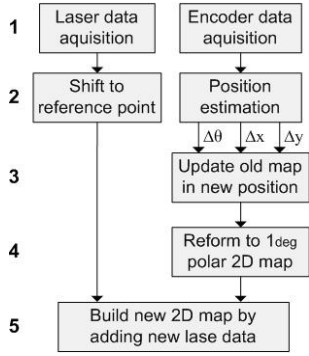 1
Laser data
aquisition
Encoder data
aquisition
2
Shift to
reference point
Position
estimation
Δθ Δx Δy
3
Update old map
in new position
4
Reform to 1deg
polar 2D map
5
Build new 2D map by
adding new lase data